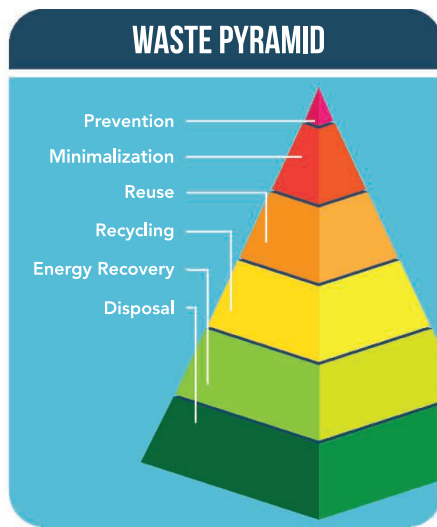 WASTE PYRAMID
Prevention
Minimalization
Reuse
Recycling
Energy Recovery
Disposal